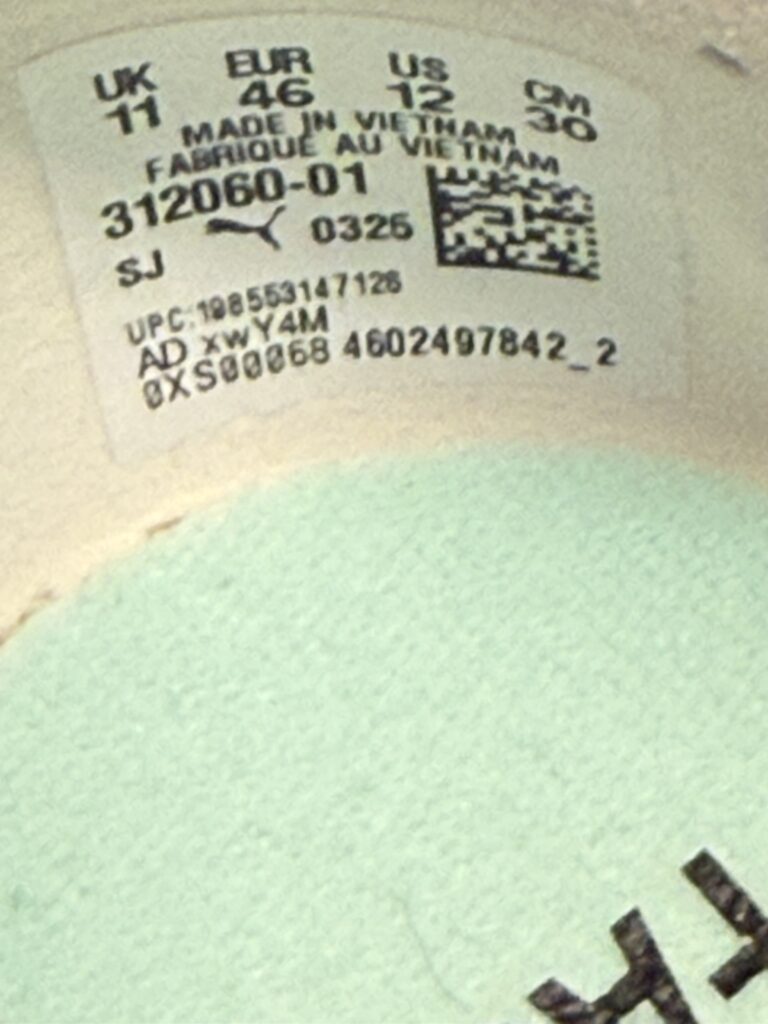 UK EUR US CM
11 46 12 30
MADE IN VIETNAM
FABRIQUÉ AU VIETNAM
312060-01
SJ 0325
UPC:198553147126
AD xwY4M
0XS00068 4602497842_2